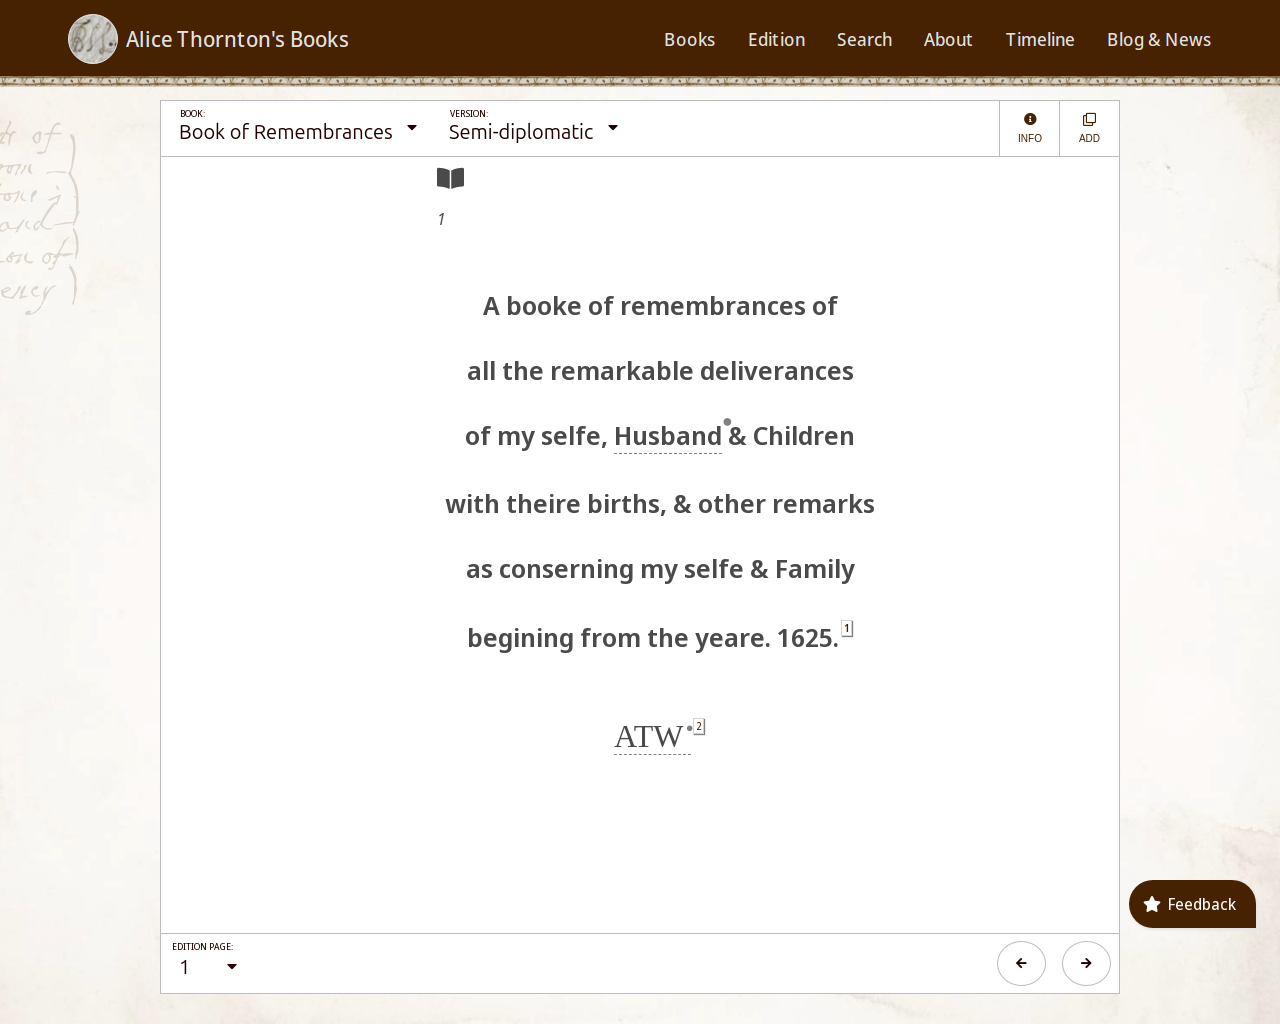 Alice Thornton's Books
Books Edition Search About Timeline Blog & News
BOOK:
Book of Remembrances
VERSION:
Semi-diplomatic
INFO
ADD
1
A booke of remembrances of
all the remarkable deliverances
of my selfe, Husband & Children
with theire births, & other remarks
as conserning my selfe & Family
begining from the yeare. 1625.1
ATW 2
Feedback
EDITION PAGE:
1